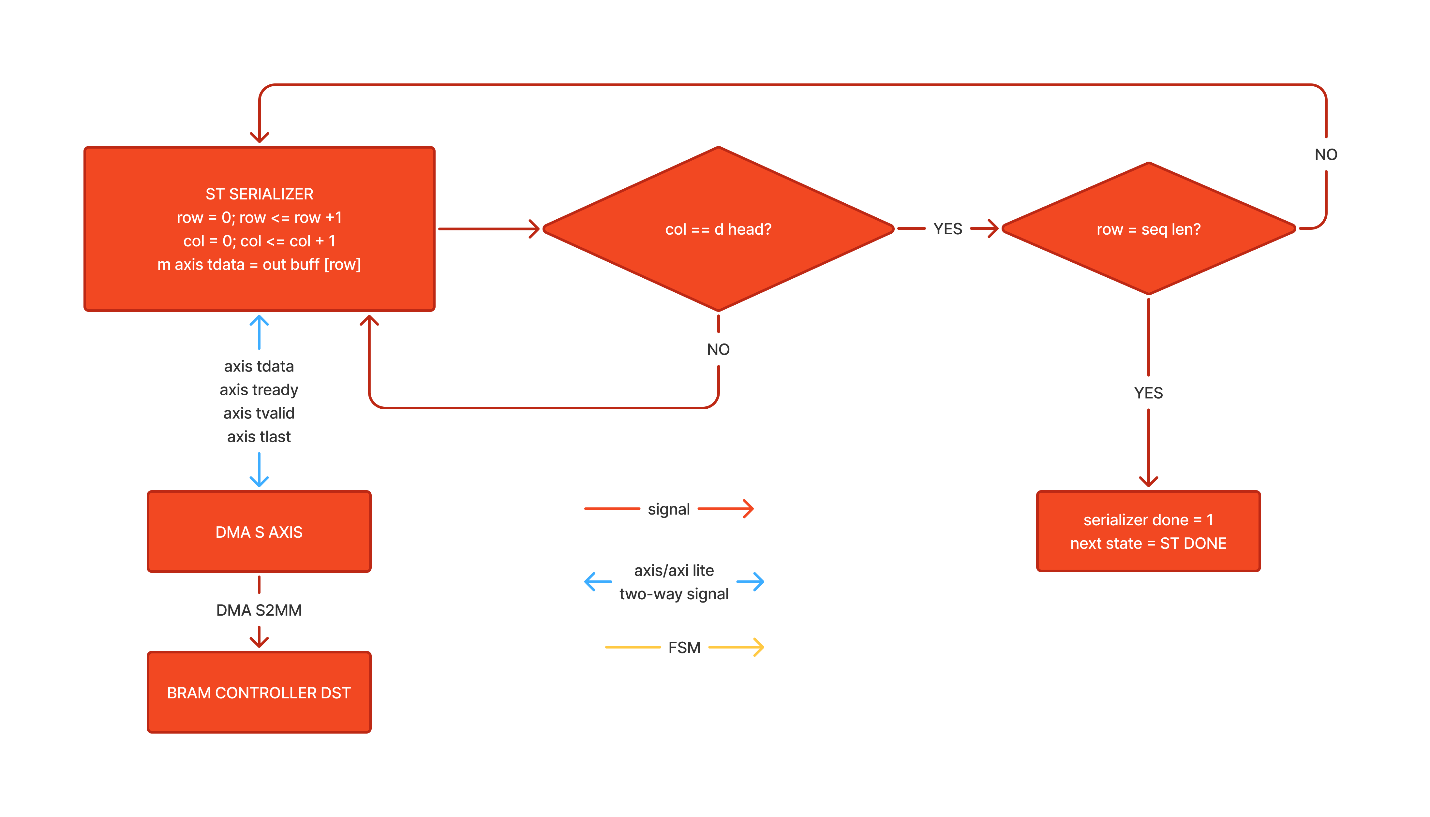 NO
ST SERIALIZER
row = 0; row <= row +1
col = 0; col <= col + 1
m axis tdata = out buff [row]
col == d head?
YES
row = seq len?
NO
axis tdata
axis tready
axis tvalid
axis tlast
YES
DMA S AXIS
signal
serializer done = 1
next state = ST DONE
axis/axi lite
two-way signal
DMA S2MM
FSM
BRAM CONTROLLER DST